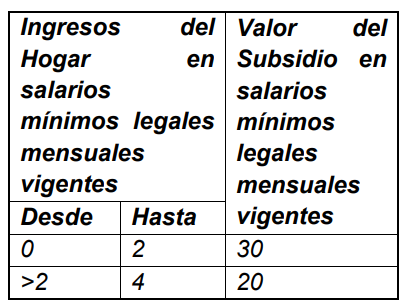 Ingresos del
Hogar en
salarios
mínimos legales
mensuales
vigentes
Valor del
Subsidio en
salarios
mínimos
legales
mensuales
vigentes
Desde Hasta
0 2 30
>2 4 20